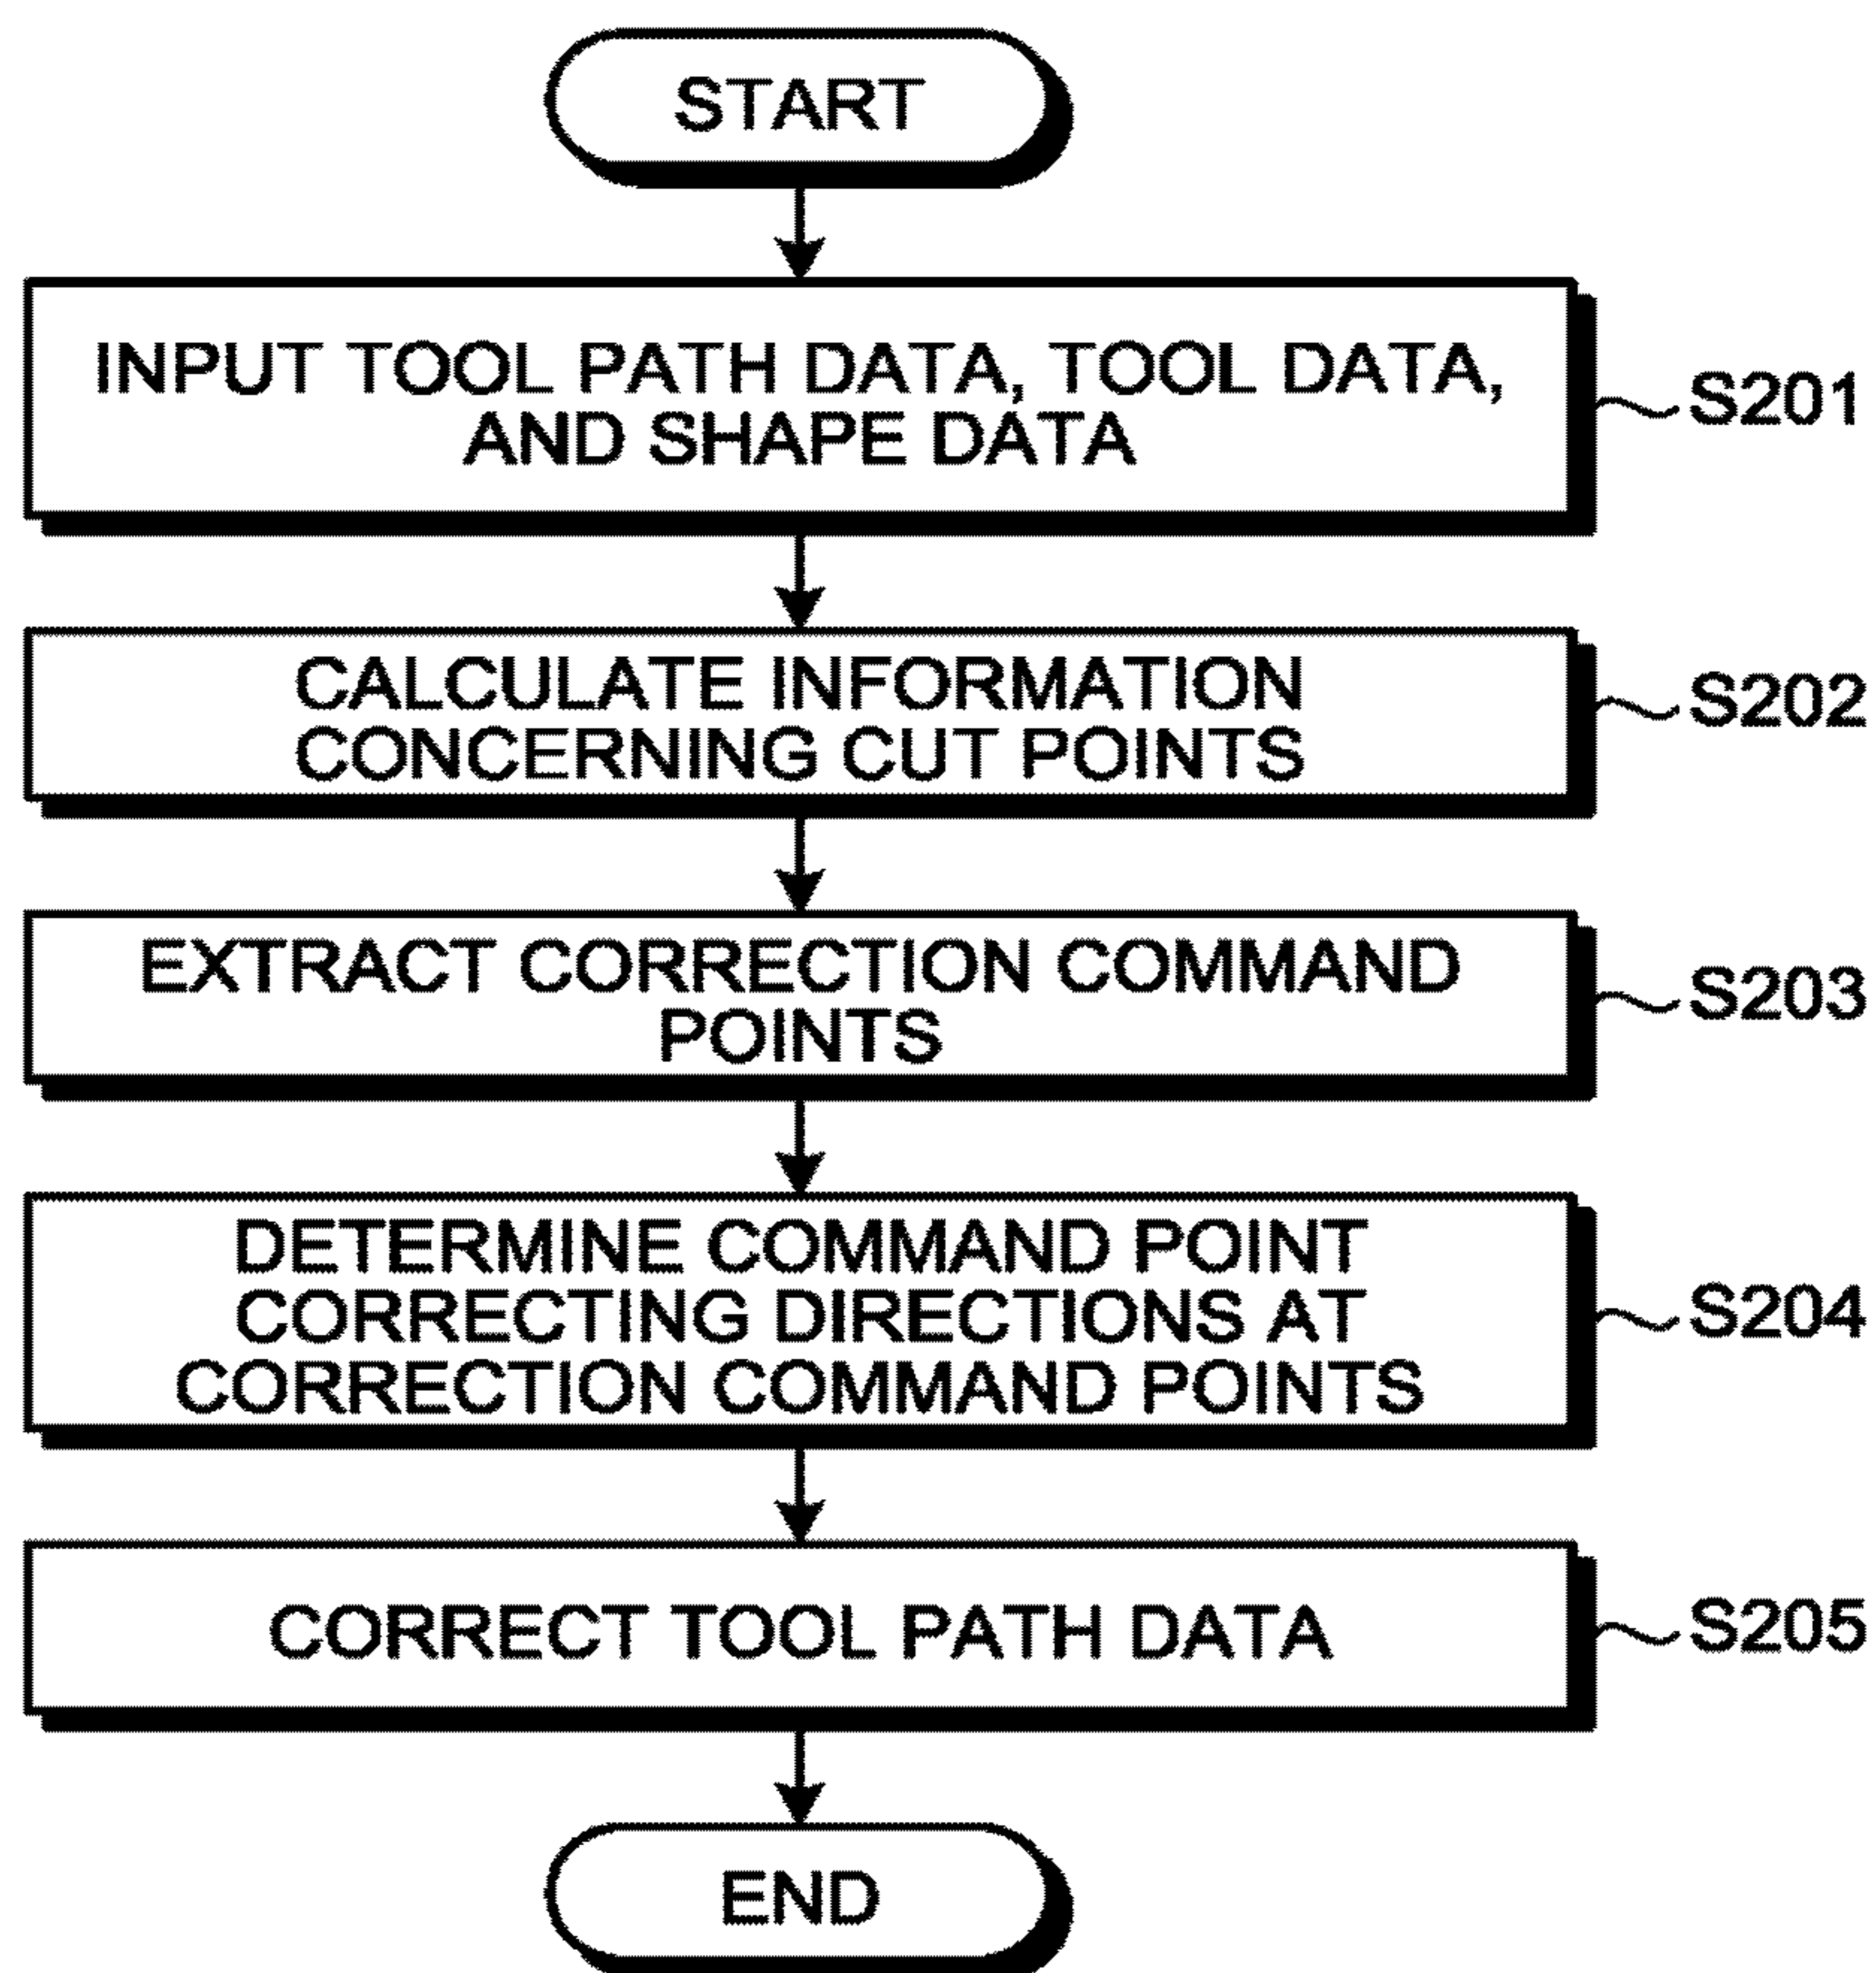 START
INPUT TOOL PATH DATA, TOOL DATA,
AND SHAPE DATA
S201
CALCULATE INFORMATION
CONCERNING CUT POINTS
S202
EXTRACT CORRECTION COMMAND
POINTS
S203
DETERMINE COMMAND POINT
CORRECTING DIRECTIONS AT
CORRECTION COMMAND POINTS
S204
CORRECT TOOL PATH DATA
S205
END